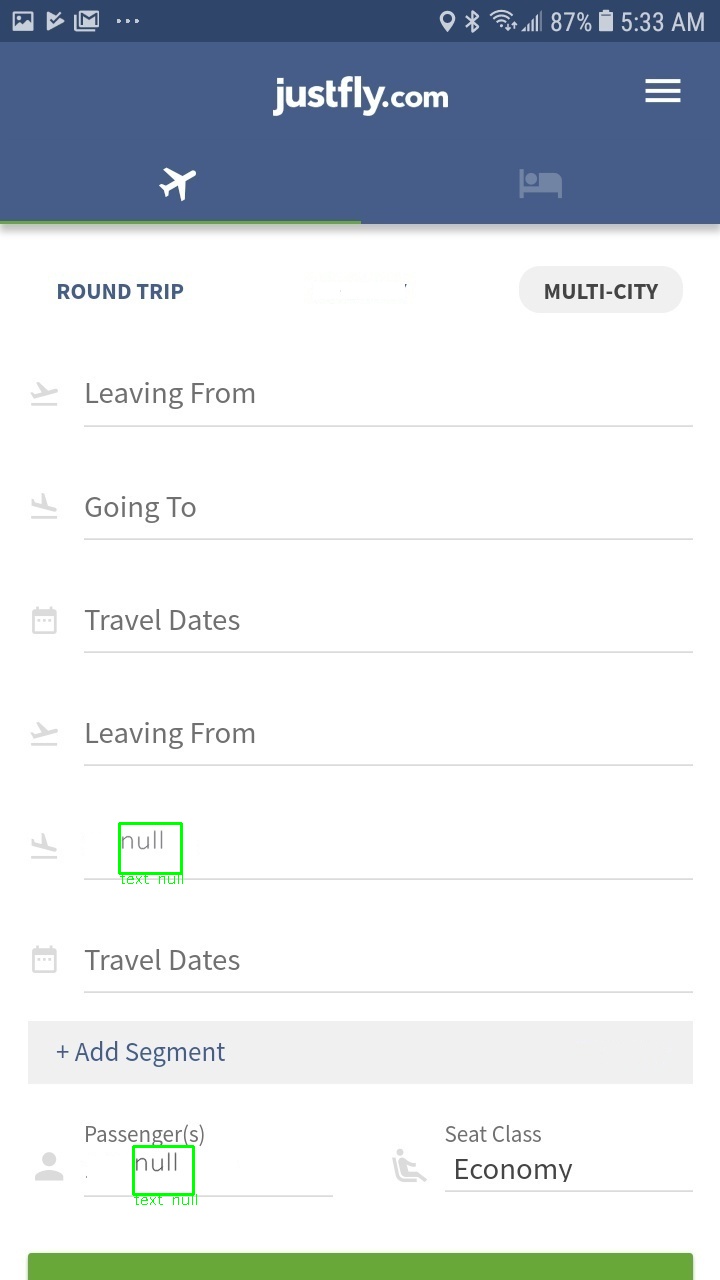 87% 5:33 AM
justfly.com
ROUND TRIP MULTI-CITY
Leaving From
Going To
Travel Dates
Leaving From
null
text null
Travel Dates
+ Add Segment
Passenger(s) Seat Class
null Economy
text null